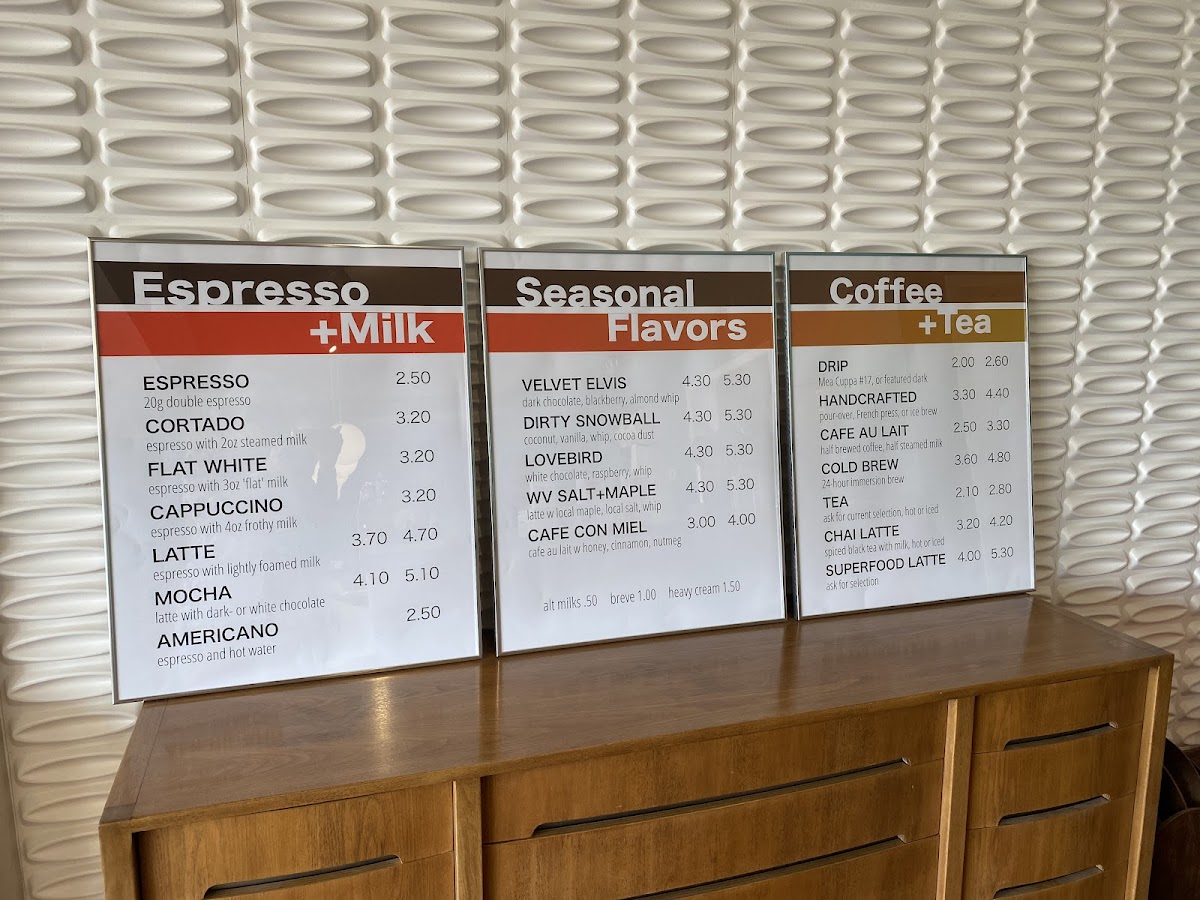 Espresso
+Milk
ESPRESSO 2.50
20g double espresso
CORTADO 3.20
espresso with 2oz steamed milk
FLAT WHITE 3.20
espresso with 3oz 'flat' milk
CAPPUCCINO 3.20
espresso with 4oz frothy milk
LATTE 3.70 4.70
espresso with lightly foamed milk
MOCHA 4.10 5.10
latte with dark- or white chocolate
AMERICANO 2.50
espresso and hot water
Seasonal
Flavors
VELVET ELVIS 4.30 5.30
dark chocolate, blackberry, almond whip
DIRTY SNOWBALL 4.30 5.30
coconut, vanilla, whip, cocoa dust
LOVEBIRD 4.30 5.30
white chocolate, raspberry, whip
WV SALT+MAPLE 4.30 5.30
latte w local maple, local salt, whip
CAFE CON MIEL 3.00 4.00
cafe au lait w honey, cinnamon, nutmeg
alt milks .50 breve 1.00 heavy cream 1.50
Coffee
+Tea
DRIP 2.00 2.60
Mea Cuppa #17, or featured dark
HANDCRAFTED 3.30 4.40
pour-over, French press, or ice brew
CAFE AU LAIT 2.50 3.30
half brewed coffee, half steamed milk
COLD BREW 3.60 4.80
24-hour immersion brew
TEA 2.10 2.80
ask for current selection, hot or iced
CHAI LATTE 3.20 4.20
spiced black tea with milk, hot or iced
SUPERFOOD LATTE 4.00 5.30
ask for selection